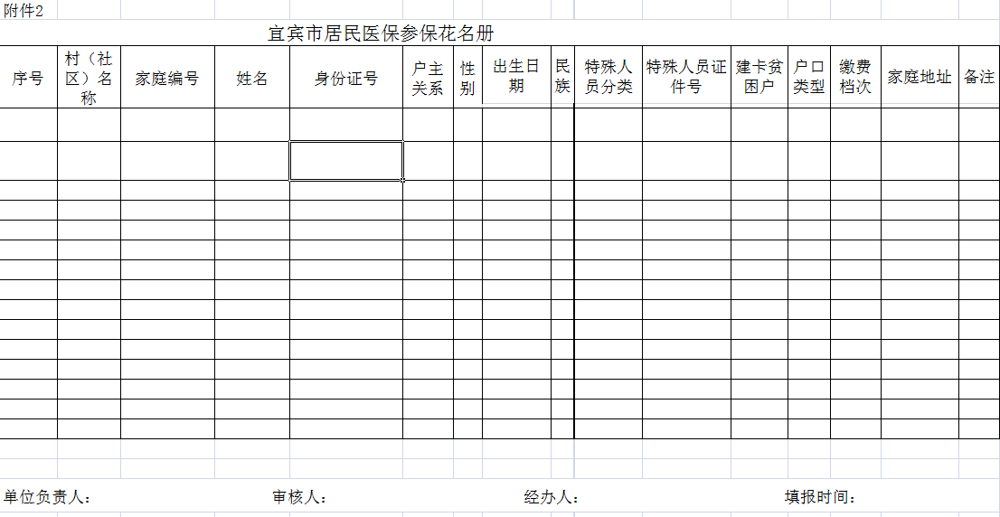 附件2
宜宾市居民医保参保花名册
序号 村（社区）名称 家庭编号 姓名 身份证号 户主关系 性别 出生日期 民族 特殊人员分类 特殊人员证件号 建卡贫困户 户口类型 缴费档次 家庭地址 备注
单位负责人： 审核人： 经办人： 填报时间：